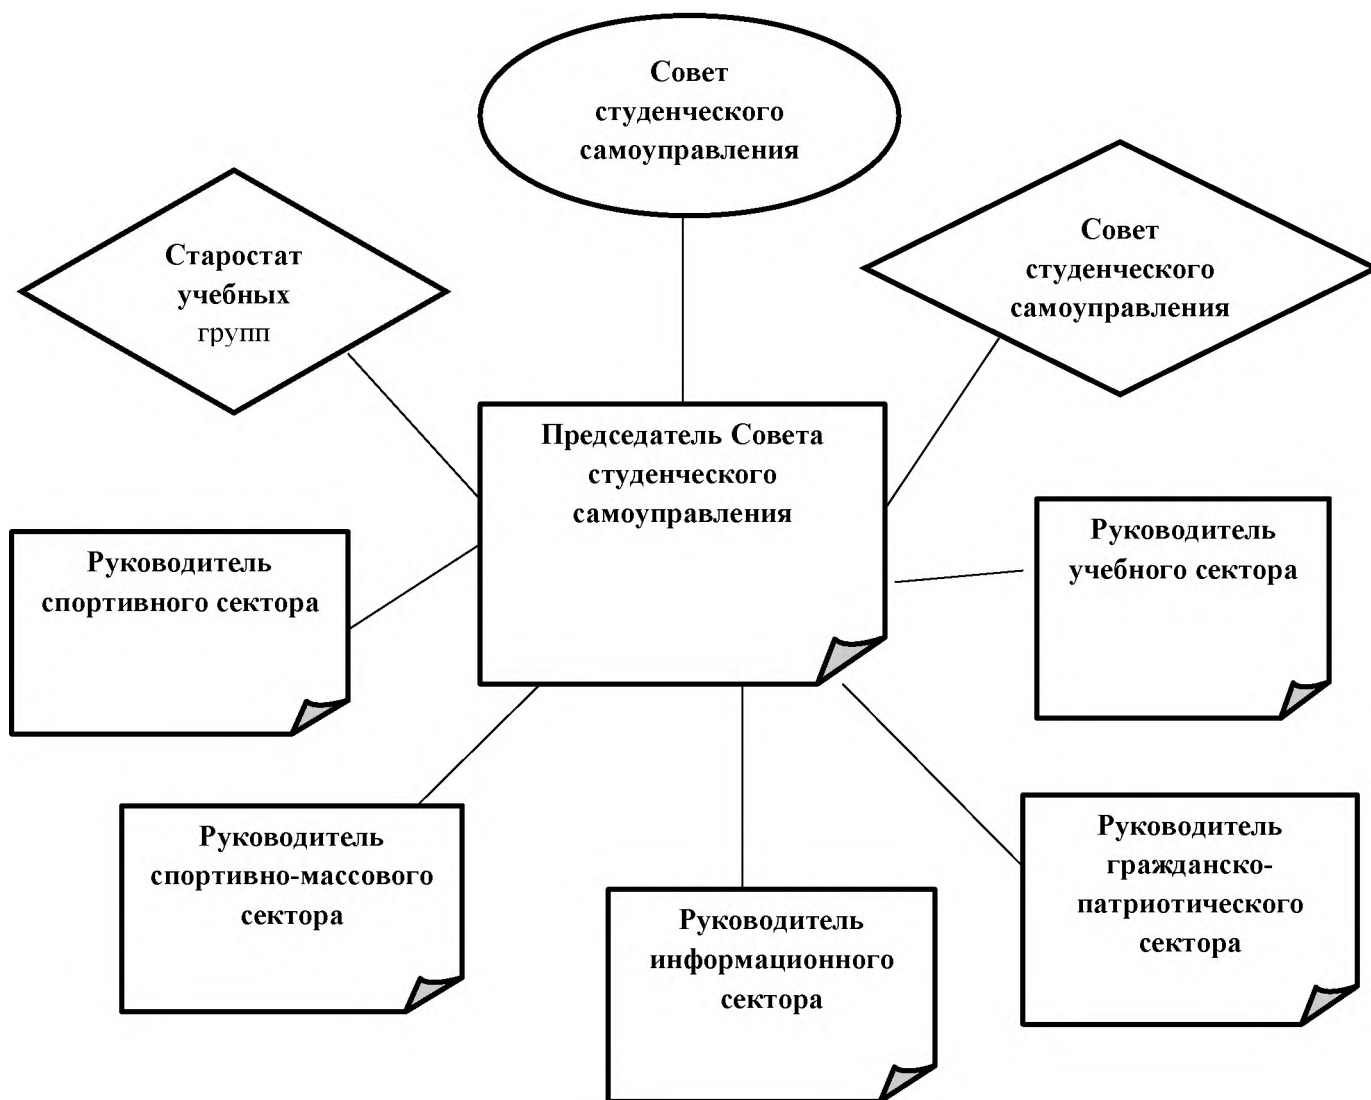 Совет
студенческого
самоуправления
Старостат
учебных
групп
Совет
студенческого
самоуправления
Председатель Совета
студенческого
самоуправления
Руководитель
спортивного сектора
Руководитель
учебного сектора
Руководитель
спортивно-массового
сектора
Руководитель
информационного
сектора
Руководитель
гражданско-
патриотического
сектора